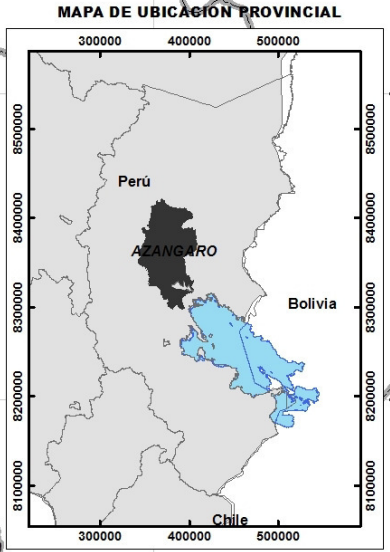 MAPA DE UBICACIÓN PROVINCIAL
300000 400000 500000
8500000 8500000
Perú
8400000 8400000
AZANGARO
8300000 8300000
Bolivia
8200000 8200000
8100000 8100000
Chile
300000 400000 500000